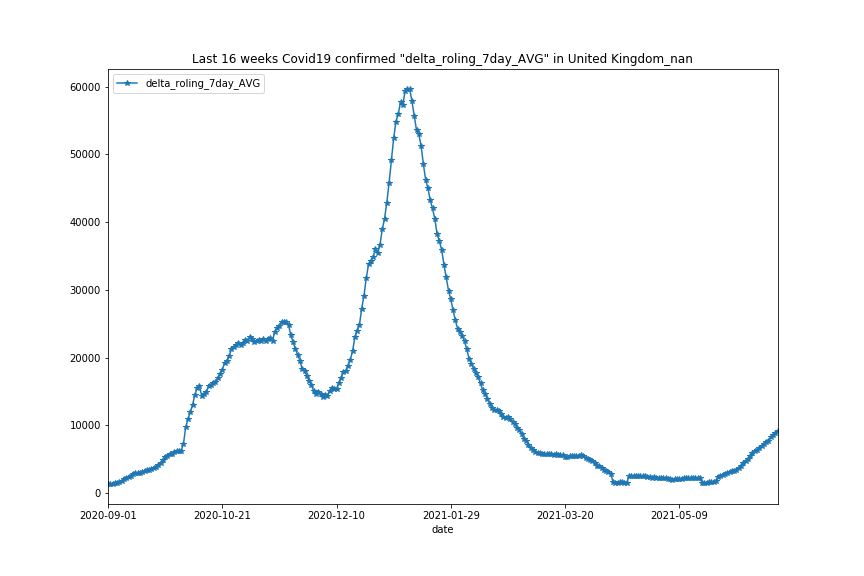 Last 16 weeks Covid19 confirmed "delta_roling_7day_AVG" in United Kingdom_nan
delta_roling_7day_AVG
60000
50000
40000
30000
20000
10000
0
2020-09-01 2020-10-21 2020-12-10 2021-01-29 2021-03-20 2021-05-09
date